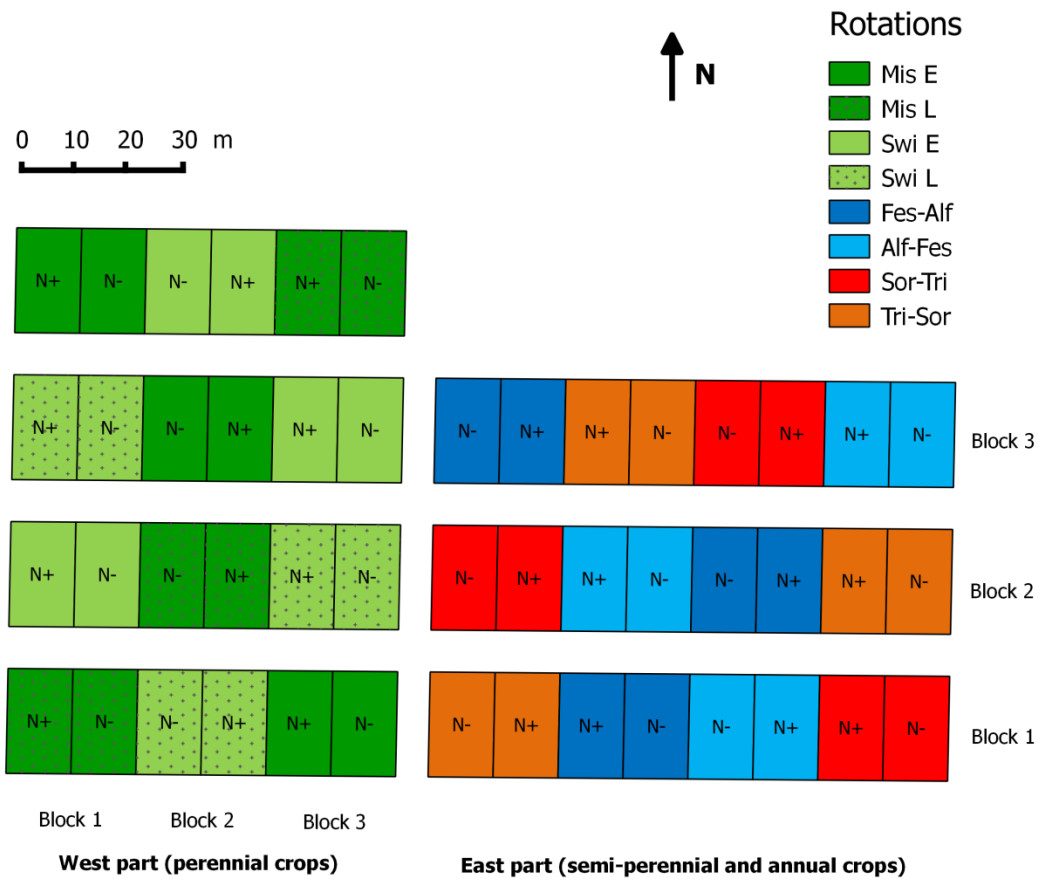 Rotations
Mis E
Mis L
Swi E
Swi L
Fes-Alf
Alf-Fes
Sor-Tri
Tri-Sor
N
0 10 20 30 m
N+ N- N- N+ N+ N-
N+ N- N- N+ N+ N-
N- N+ N+ N- N- N+ N+ N- Block 3
N+ N- N- N+ N+ N-
N- N+ N+ N- N- N+ N+ N- Block 2
N+ N- N- N+ N+ N-
N- N+ N+ N- N- N+ N+ N- Block 1
Block 1 Block 2 Block 3
West part (perennial crops)
East part (semi-perennial and annual crops)